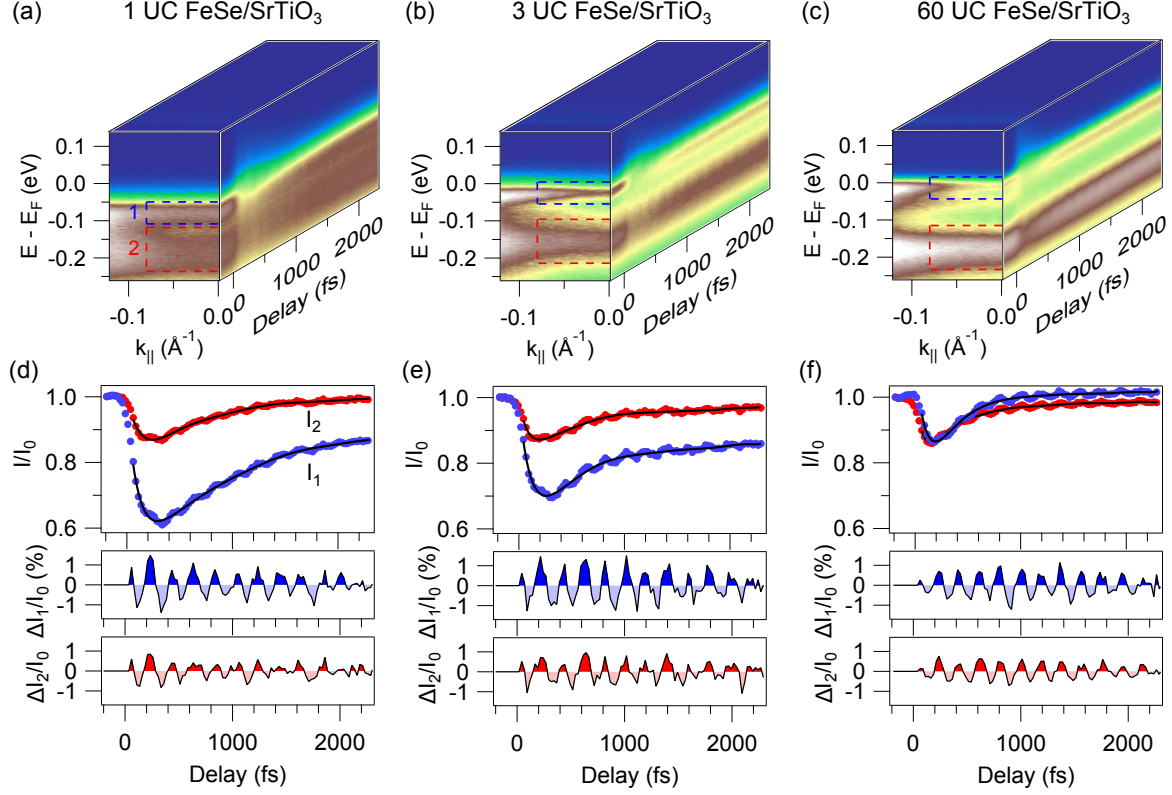 (a) 1 UC FeSe/SrTiO3
(b) 3 UC FeSe/SrTiO3
(c) 60 UC FeSe/SrTiO3
E - EF (eV)
0.1
0.0
-0.1
-0.2
1
2
-0.1
0.0
k|| (Å-1)
0
1000
2000
Delay (fs)
E - EF (eV)
0.1
0.0
-0.1
-0.2
-0.1
0.0
k|| (Å-1)
0
1000
2000
Delay (fs)
E - EF (eV)
0.1
0.0
-0.1
-0.2
-0.1
0.0
k|| (Å-1)
0
1000
2000
Delay (fs)
(d)
I/I0
1.0
0.8
0.6
I2
I1
ΔI1/I0 (%)
1
0
-1
ΔI2/I0
1
0
-1
0 1000 2000
Delay (fs)
(e)
I/I0
1.0
0.8
0.6
ΔI1/I0 (%)
1
0
-1
ΔI2/I0
1
0
-1
0 1000 2000
Delay (fs)
(f)
I/I0
1.0
0.8
0.6
ΔI1/I0 (%)
1
0
-1
ΔI2/I0
1
0
-1
0 1000 2000
Delay (fs)